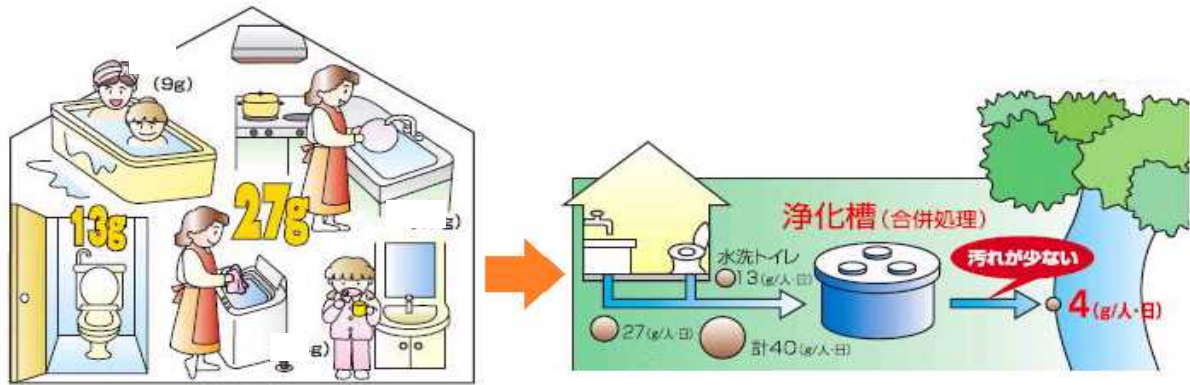 (9g)
13g
27g
g)
g)
浄化槽(合併処理)
水洗トイレ
13(g/人・日)
27(g/人・日)
計40(g/人・日)
汚れが少ない
4(g/人・日)